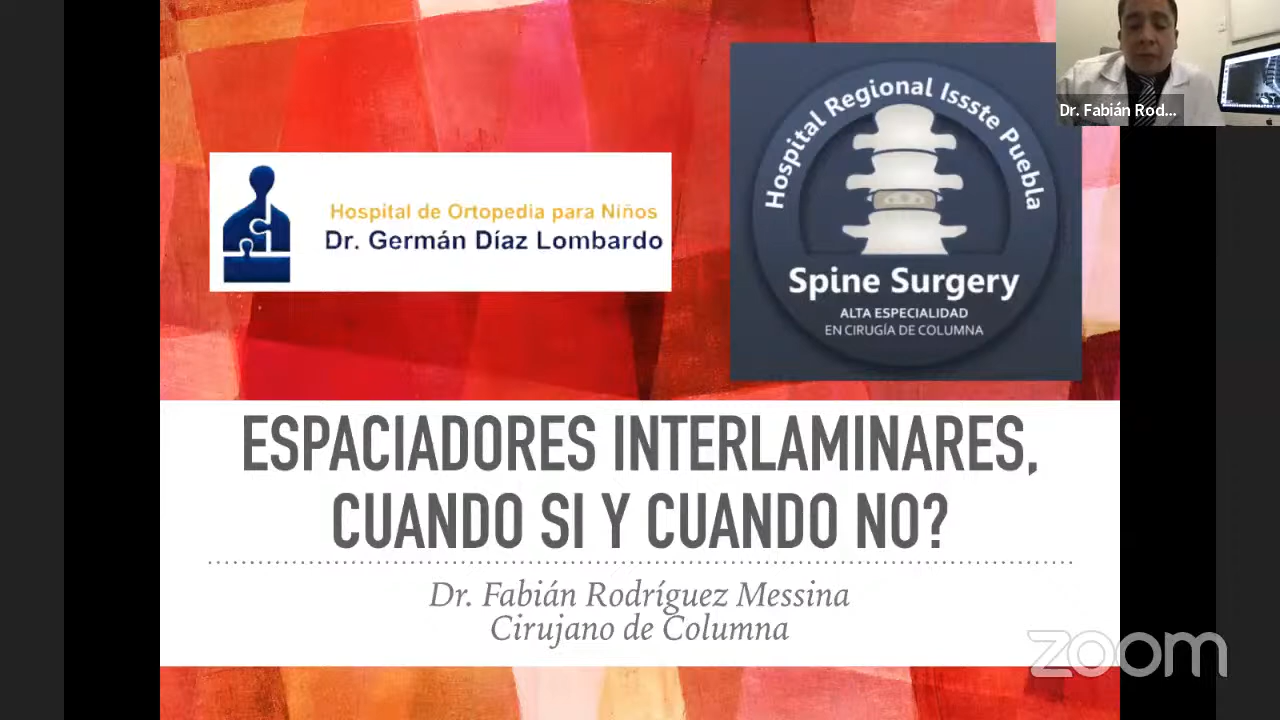 Hospital Regional Issste Puebla
Dr. Fabián Rod...
Hospital de Ortopedia para Niños
Dr. Germán Díaz Lombardo
Spine Surgery
ALTA ESPECIALIDAD
EN CIRUGÍA DE COLUMNA
ESPACIADORES INTERLAMINARES,
CUANDO SI Y CUANDO NO?
Dr. Fabián Rodríguez Messina
Cirujano de Columna
zoom